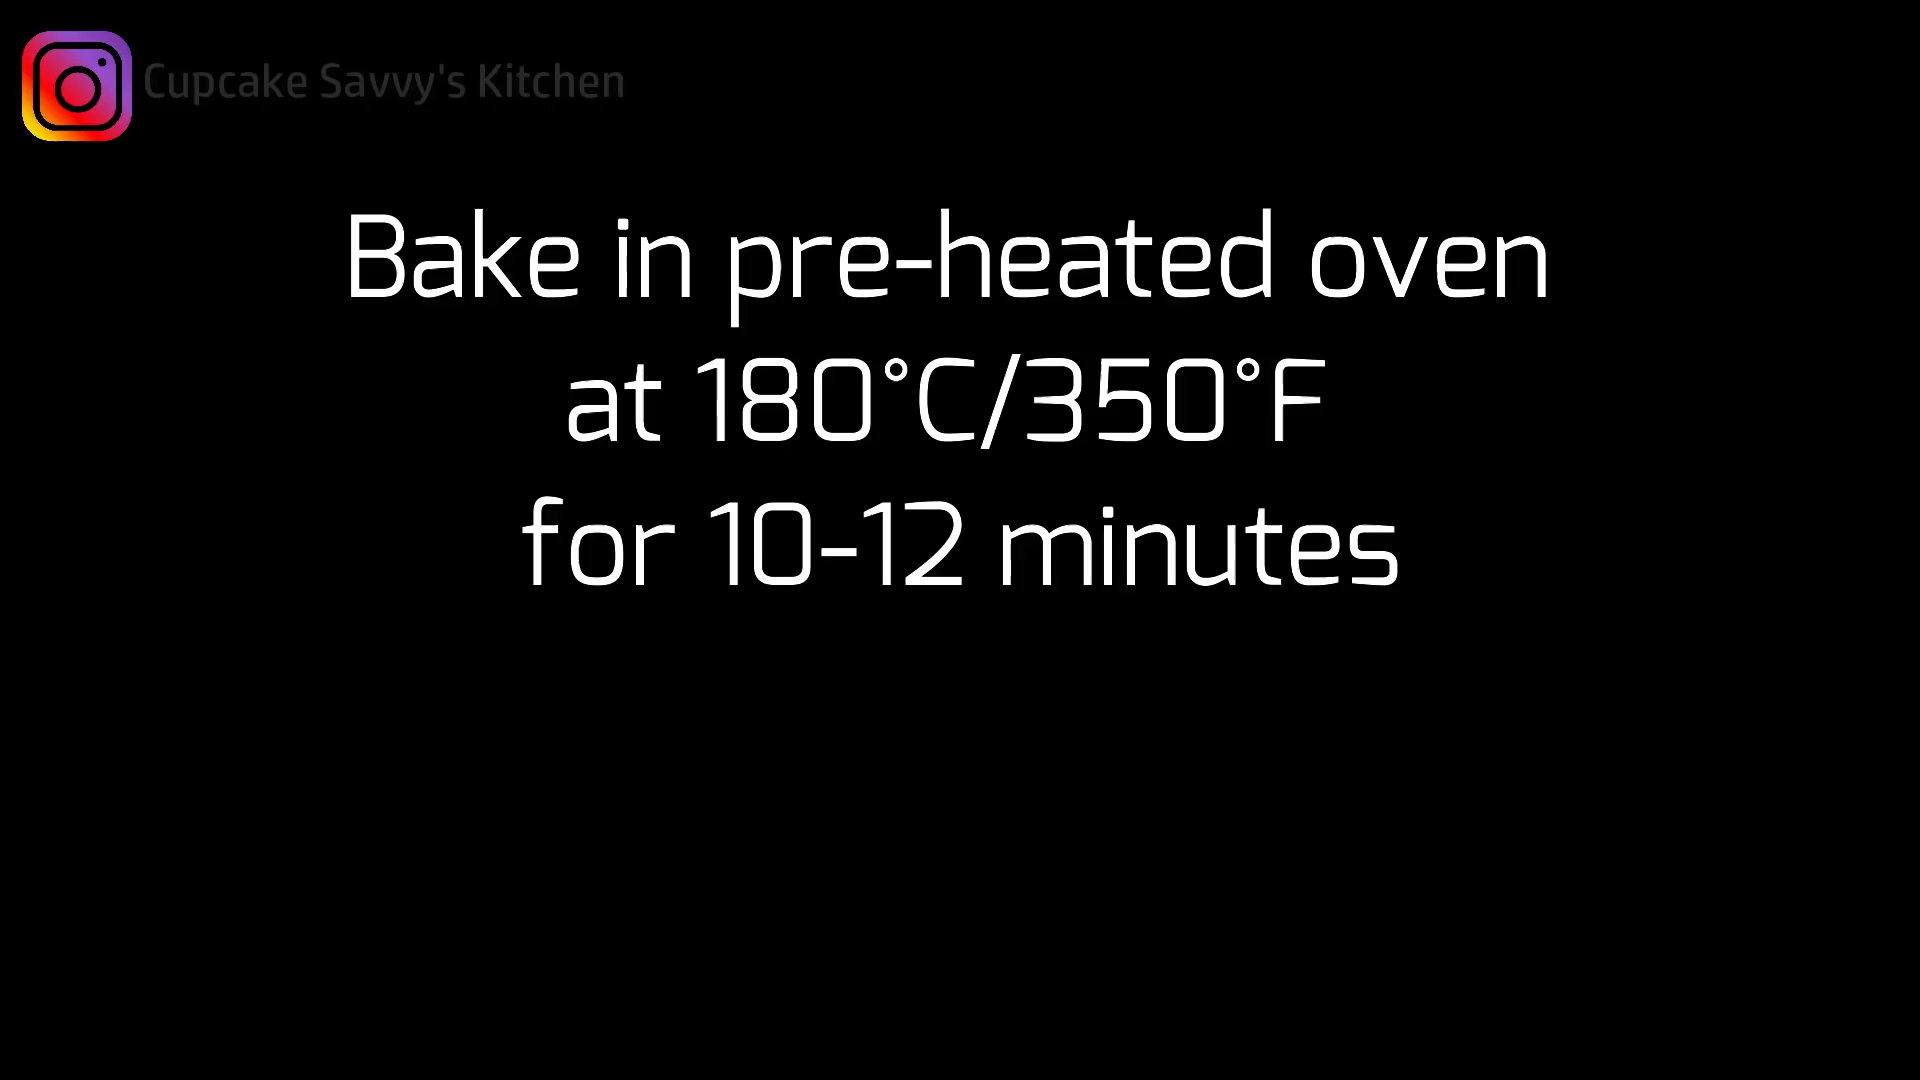 Cupcake Savvy's Kitchen
Bake in pre-heated oven
at 180°C/350°F
for 10-12 minutes